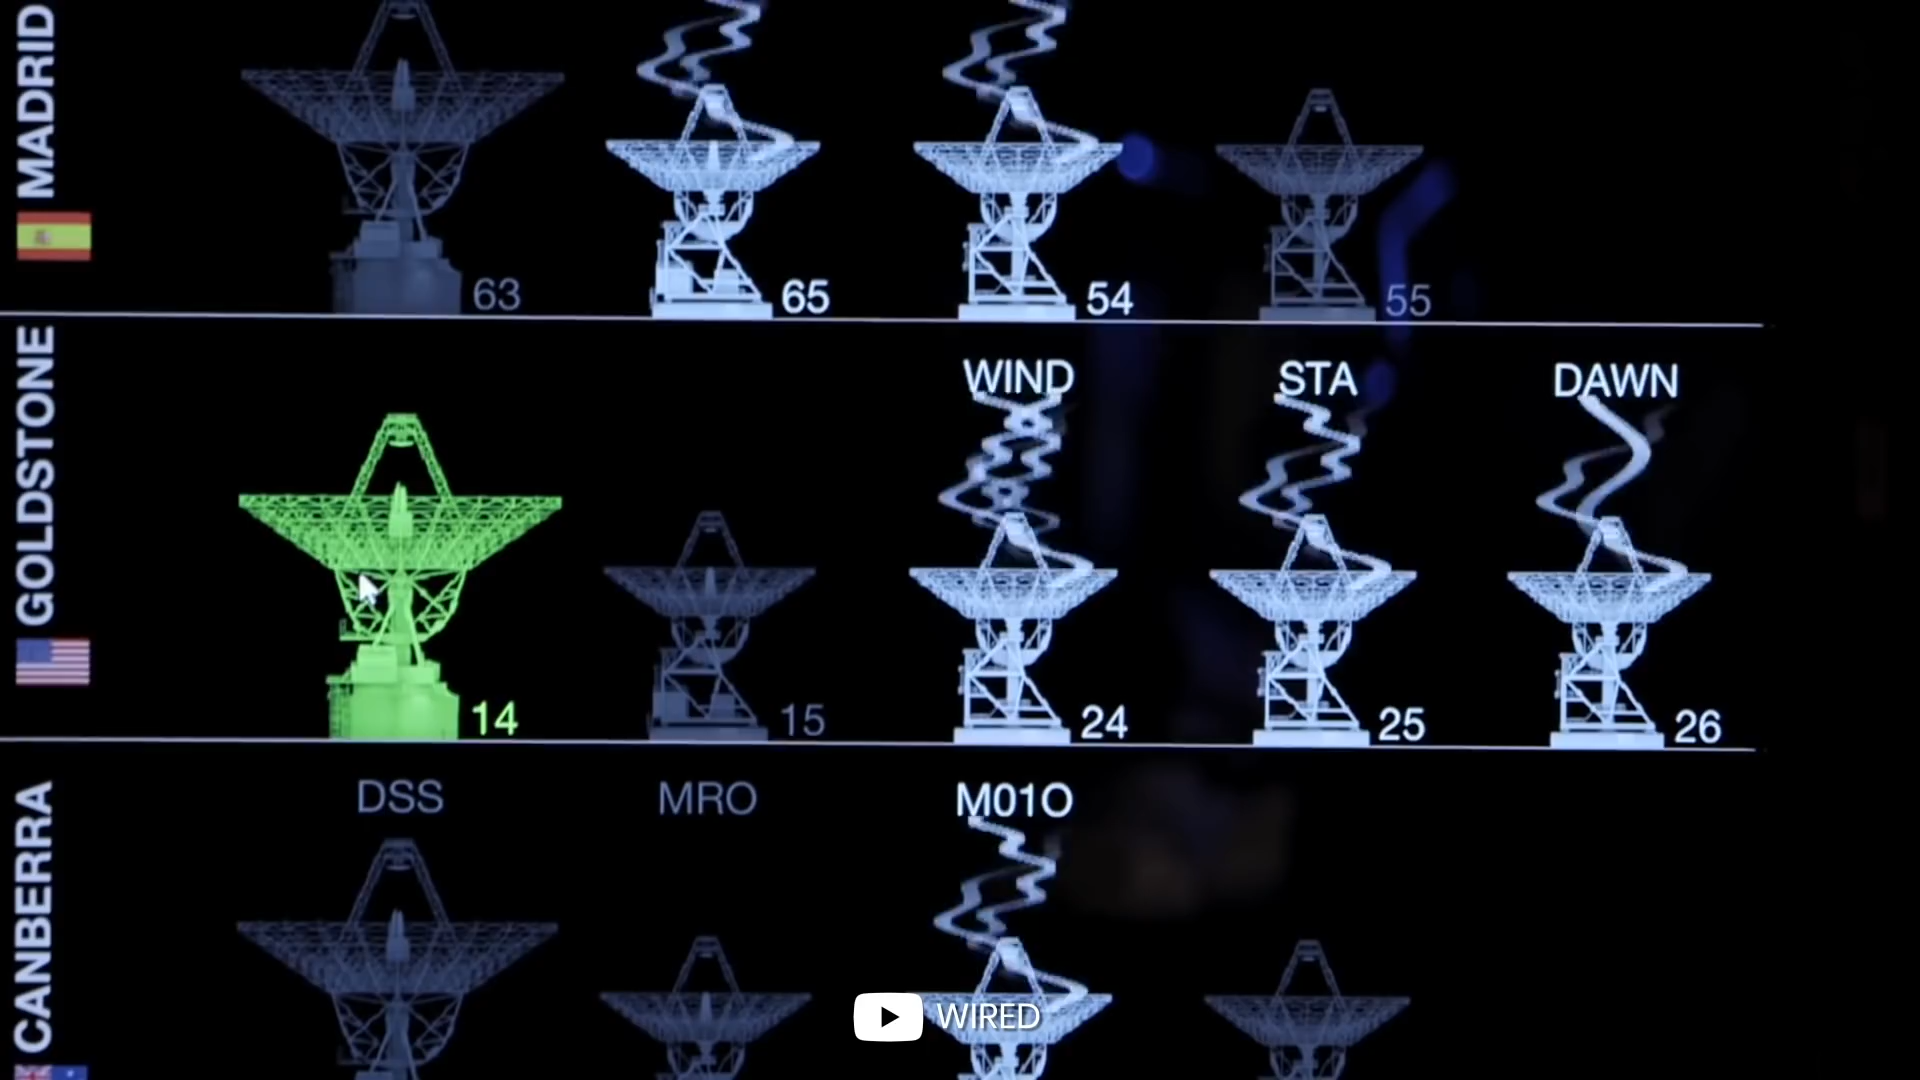 MADRID
63
65
54
55
GOLDSTONE
WIND
STA
DAWN
14
15
24
25
26
CANBERRA
DSS
MRO
M01O
WIRED